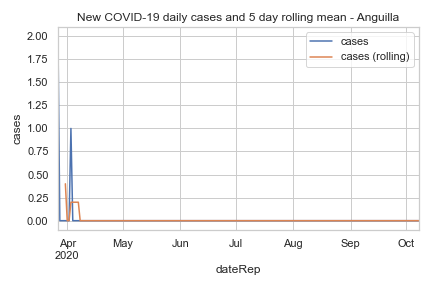 New COVID-19 daily cases and 5 day rolling mean - Anguilla
cases
cases (rolling)
2.00
1.75
1.50
1.25
1.00
0.75
0.50
0.25
0.00
cases
Apr
2020
May
Jun
Jul
Aug
Sep
Oct
dateRep